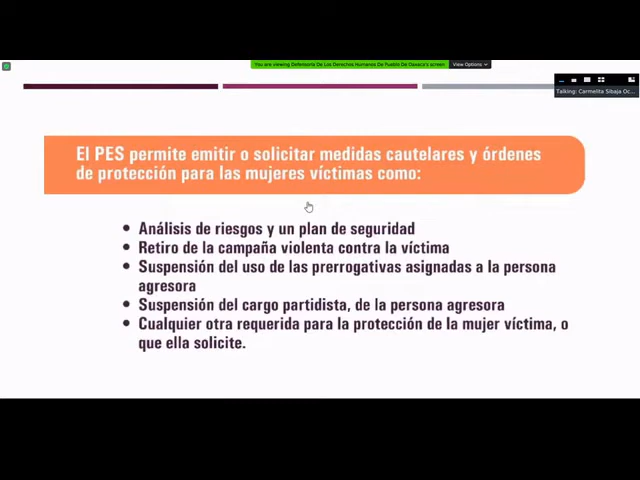 You are viewing Defensoría De Los Derechos Humanos De Pueblo De Oaxaca's screen
View Options
Talking: Carmelita Sibaja Oc...
El PES permite emitir o solicitar medidas cautelares y órdenes
de protección para las mujeres víctimas como:
• Análisis de riesgos y un plan de seguridad
• Retiro de la campaña violenta contra la víctima
• Suspensión del uso de las prerrogativas asignadas a la persona
agresora
• Suspensión del cargo partidista, de la persona agresora
• Cualquier otra requerida para la protección de la mujer víctima, o
que ella solicite.